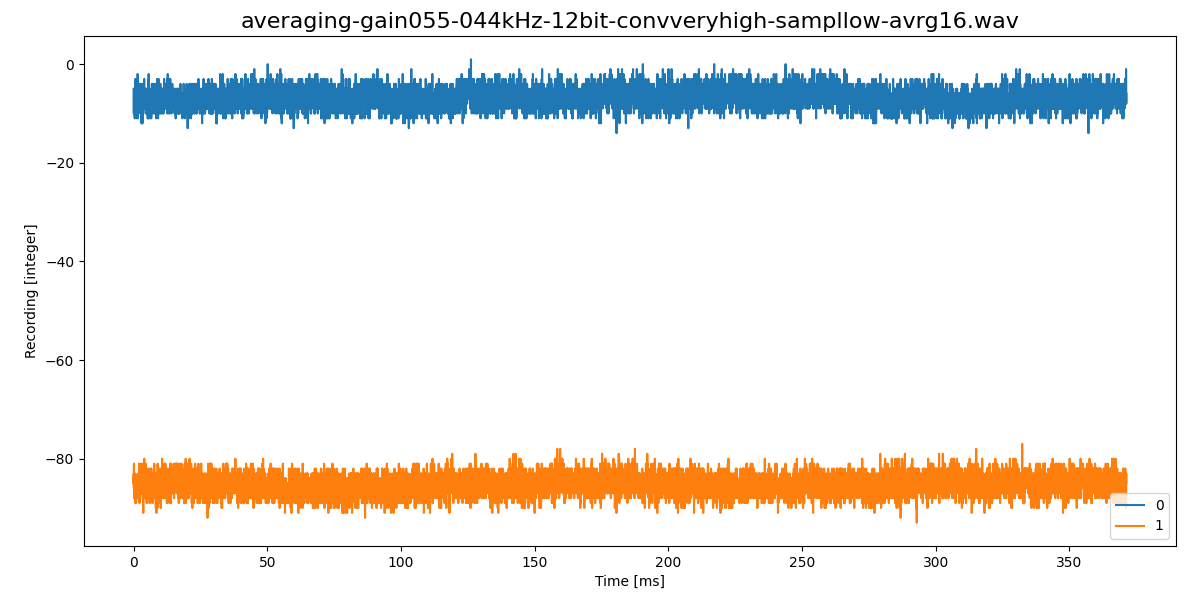 averaging-gain055-044kHz-12bit-convveryhigh-sampllow-avrg16.wav
Recording [integer]
0
−20
−40
−60
−80
0 50 100 150 200 250 300 350
Time [ms]
0
1